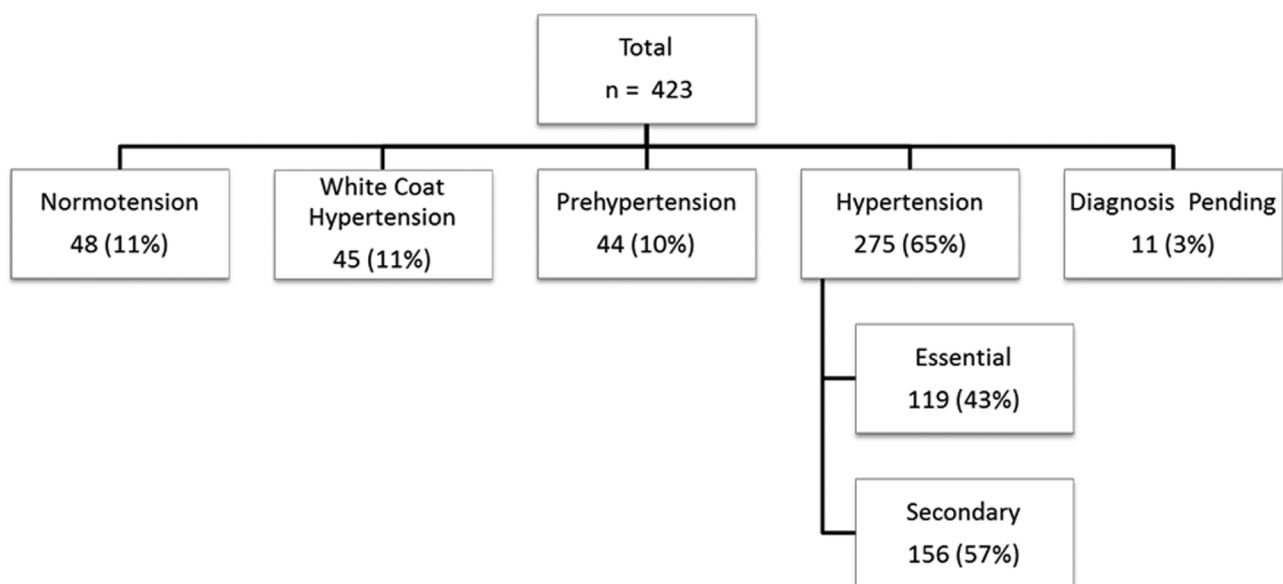 Total
n = 423
Normotension
48 (11%)
White Coat
Hypertension
45 (11%)
Prehypertension
44 (10%)
Hypertension
275 (65%)
Diagnosis Pending
11 (3%)
Essential
119 (43%)
Secondary
156 (57%)